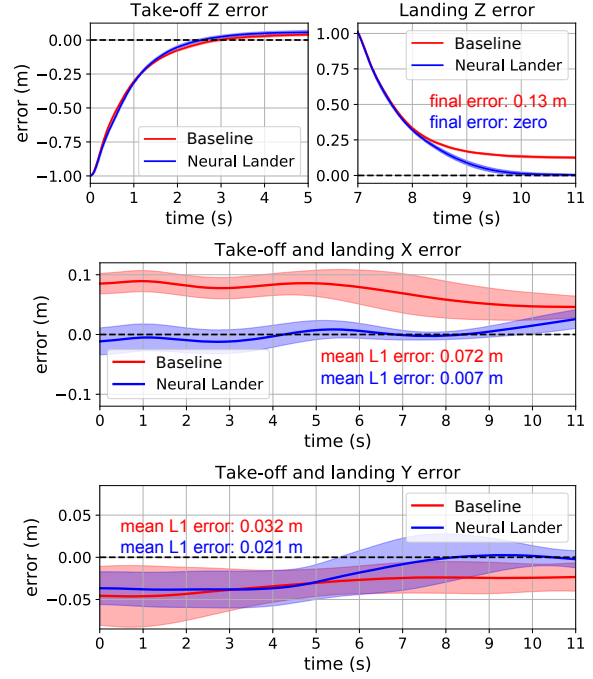 Take-off Z error
Landing Z error
0.00
−0.25
−0.50
−0.75
−1.00
error (m)
Baseline
Neural Lander
0 1 2 3 4 5
time (s)
1.00
0.75
0.50
0.25
0.00
Baseline
Neural Lander
final error: 0.13 m
final error: zero
7 8 9 10 11
time (s)
Take-off and landing X error
0.1
0.0
−0.1
error (m)
Baseline
Neural Lander
mean L1 error: 0.072 m
mean L1 error: 0.007 m
0 1 2 3 4 5 6 7 8 9 10 11
time (s)
Take-off and landing Y error
0.05
0.00
−0.05
error (m)
mean L1 error: 0.032 m
mean L1 error: 0.021 m
Baseline
Neural Lander
0 1 2 3 4 5 6 7 8 9 10 11
time (s)